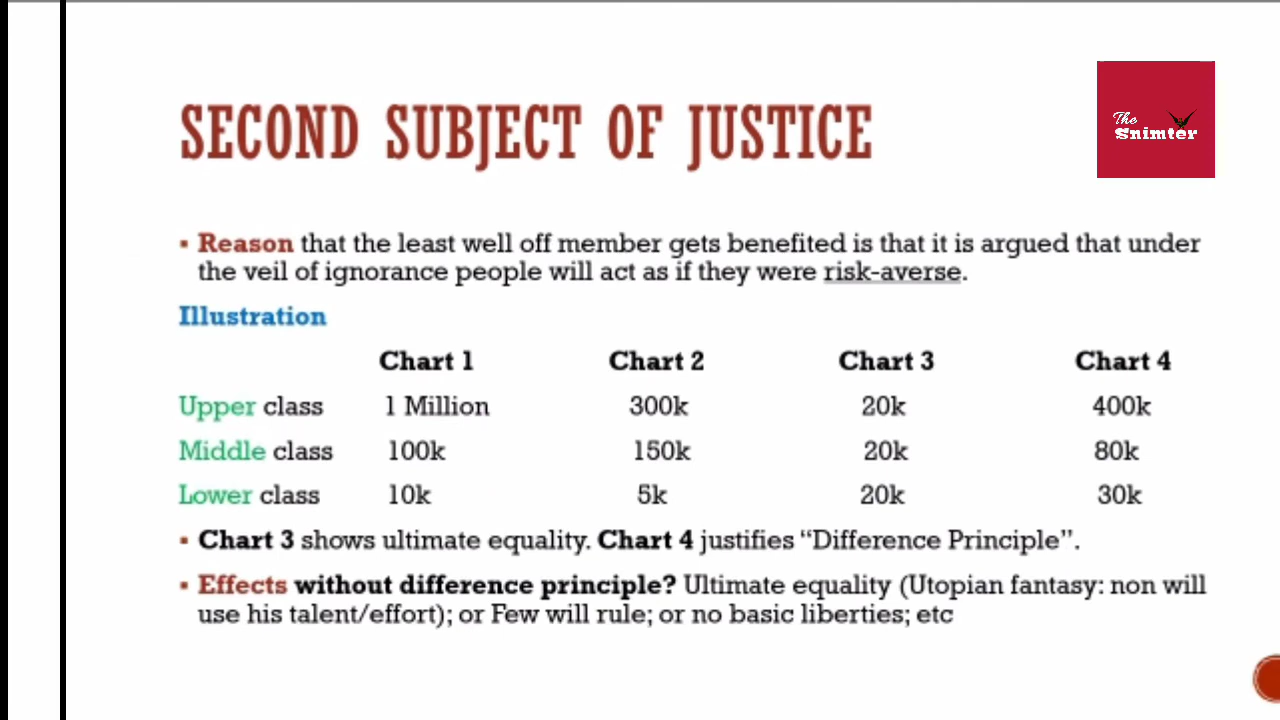 SECOND SUBJECT OF JUSTICE
The
Snimter
▪ Reason that the least well off member gets benefited is that it is argued that under
the veil of ignorance people will act as if they were risk-averse.
Illustration
Chart 1 Chart 2 Chart 3 Chart 4
Upper class 1 Million 300k 20k 400k
Middle class 100k 150k 20k 80k
Lower class 10k 5k 20k 30k
▪ Chart 3 shows ultimate equality. Chart 4 justifies “Difference Principle”.
▪ Effects without difference principle? Ultimate equality (Utopian fantasy: non will
use his talent/effort); or Few will rule; or no basic liberties; etc